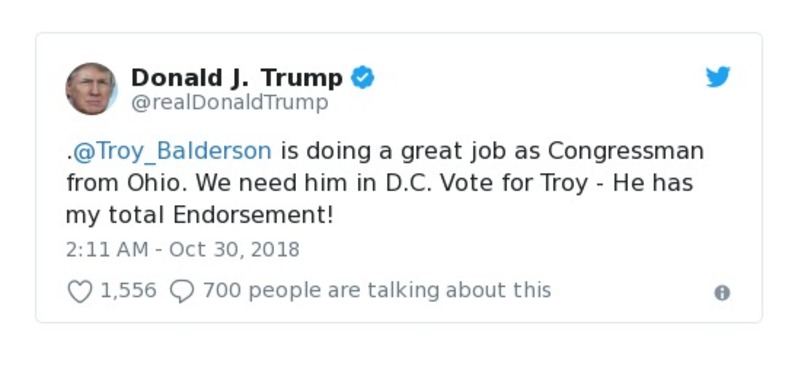 Donald J. Trump
@realDonaldTrump
.@Troy_Balderson is doing a great job as Congressman
from Ohio. We need him in D.C. Vote for Troy - He has
my total Endorsement!
2:11 AM - Oct 30, 2018
1,556 700 people are talking about this